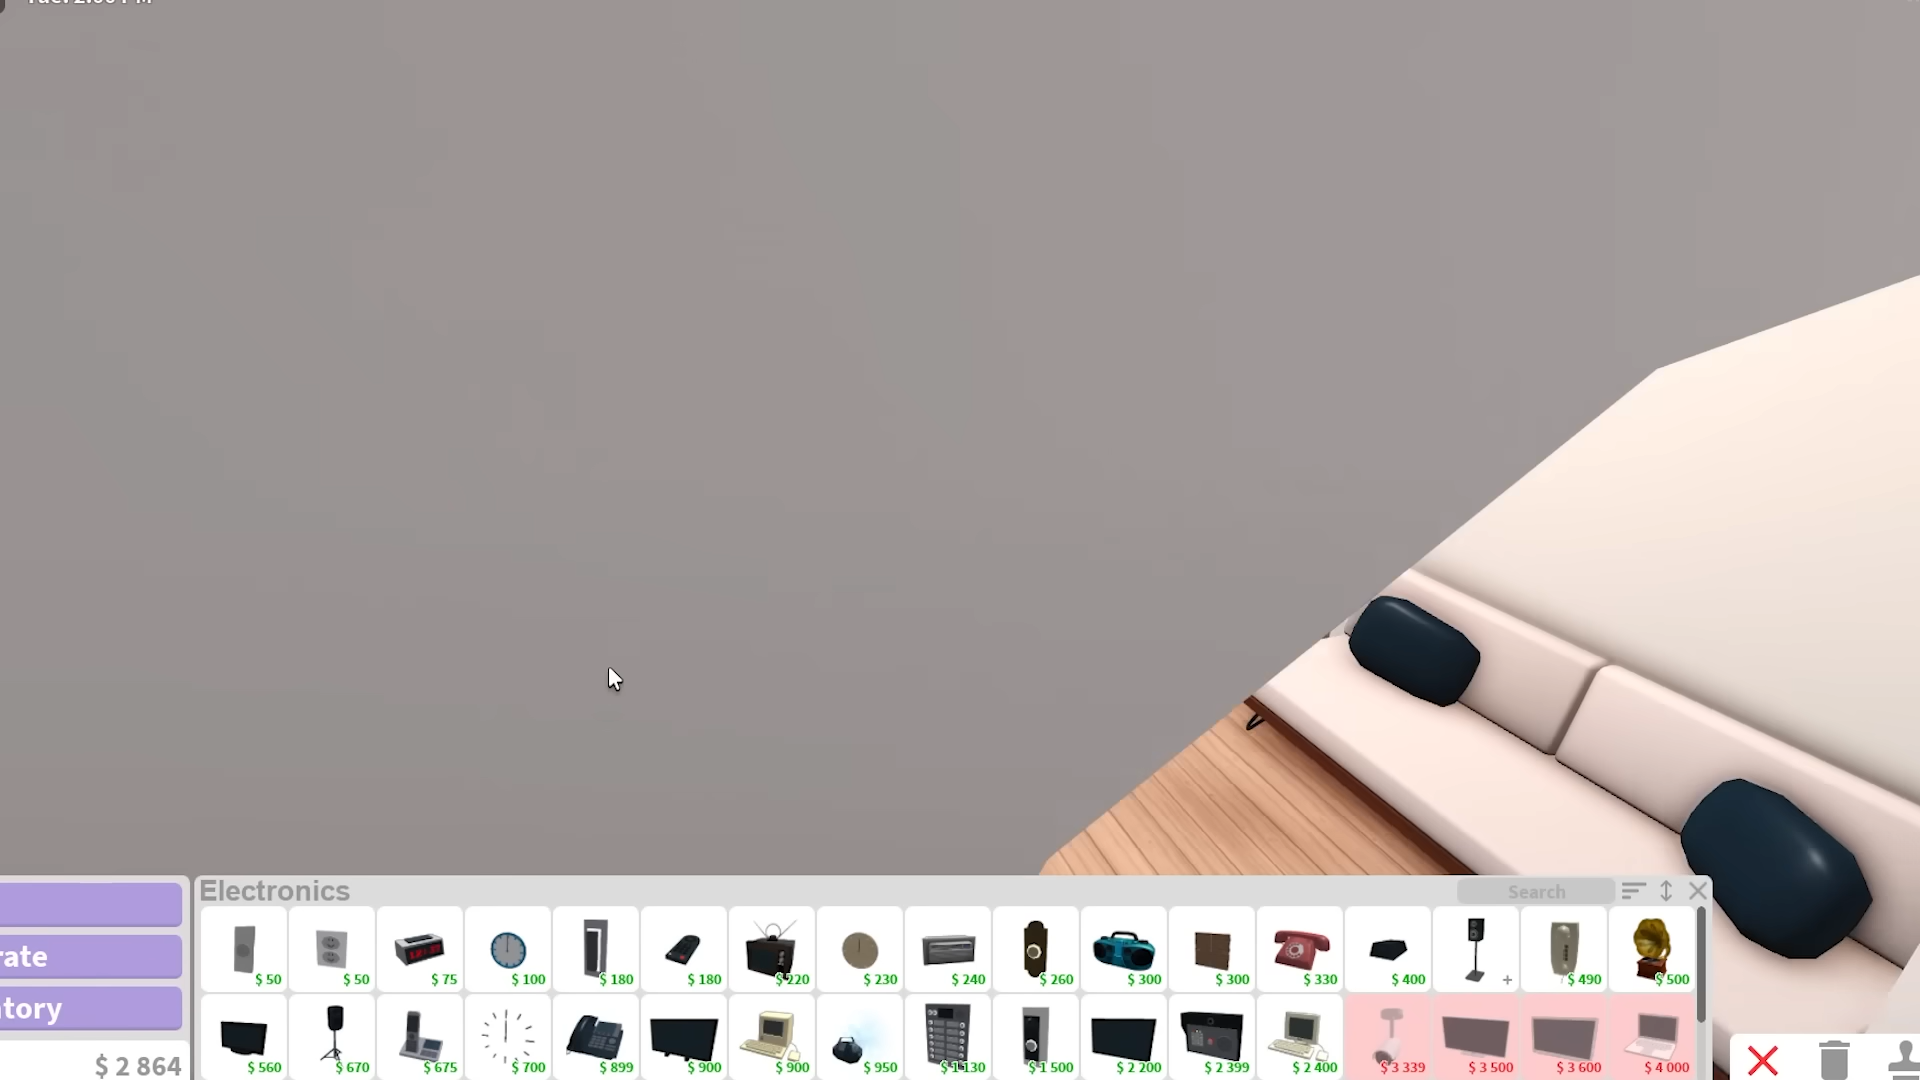 Electronics
Search
$ 50 $ 50 $ 75 $ 100 $ 180 $ 180 $ 220 $ 230 $ 240 $ 260 $ 300 $ 300 $ 330 $ 400 + $ 490 $ 500
rate
$ 560 $ 670 $ 675 $ 700 $ 899 $ 900 $ 900 $ 950 $ 1 130 $ 1 500 $ 2 200 $ 2 399 $ 2 400 $ 3 339 $ 3 500 $ 3 600 $ 4 000
tory
$ 2 864